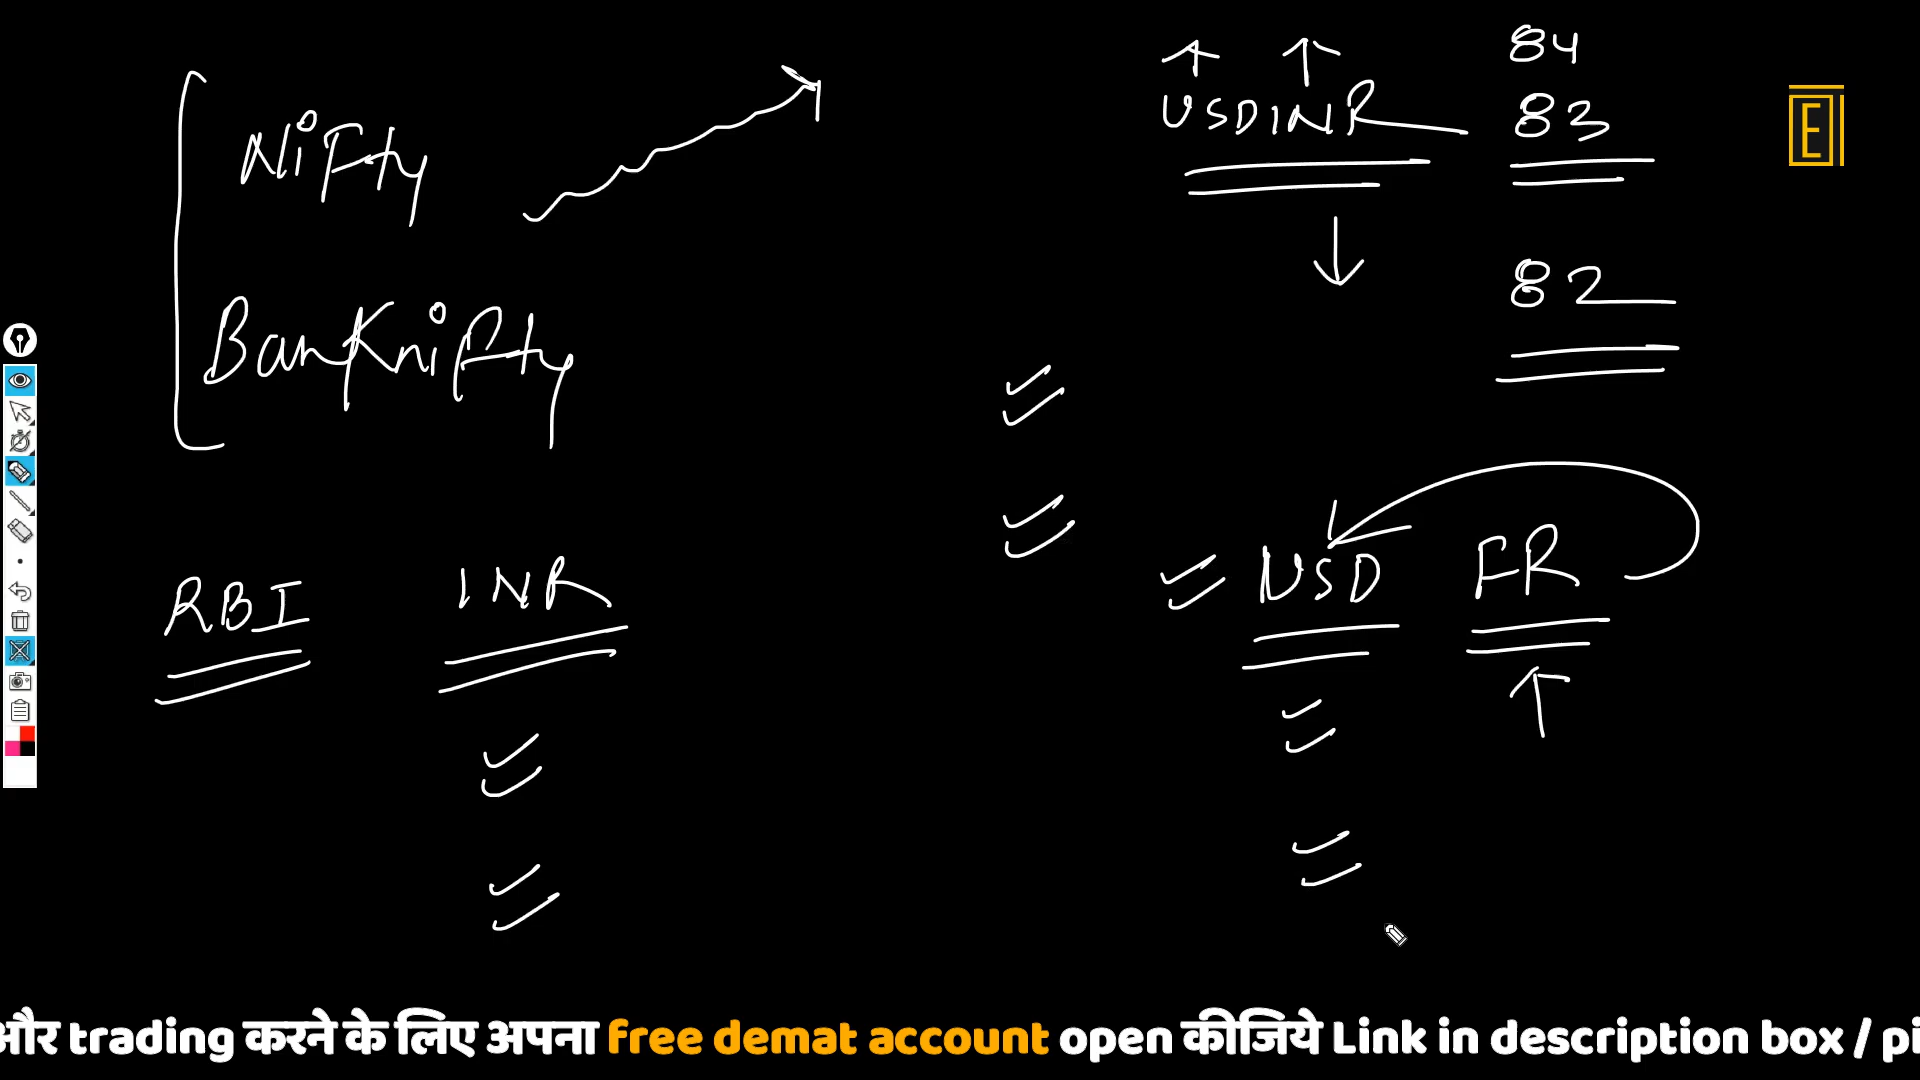 84
USDINR 83
Nifty
82
BankNifty
USD FR
RBI INR
E
और trading करने के लिए अपना free demat account open कीजिये Link in description box / pi